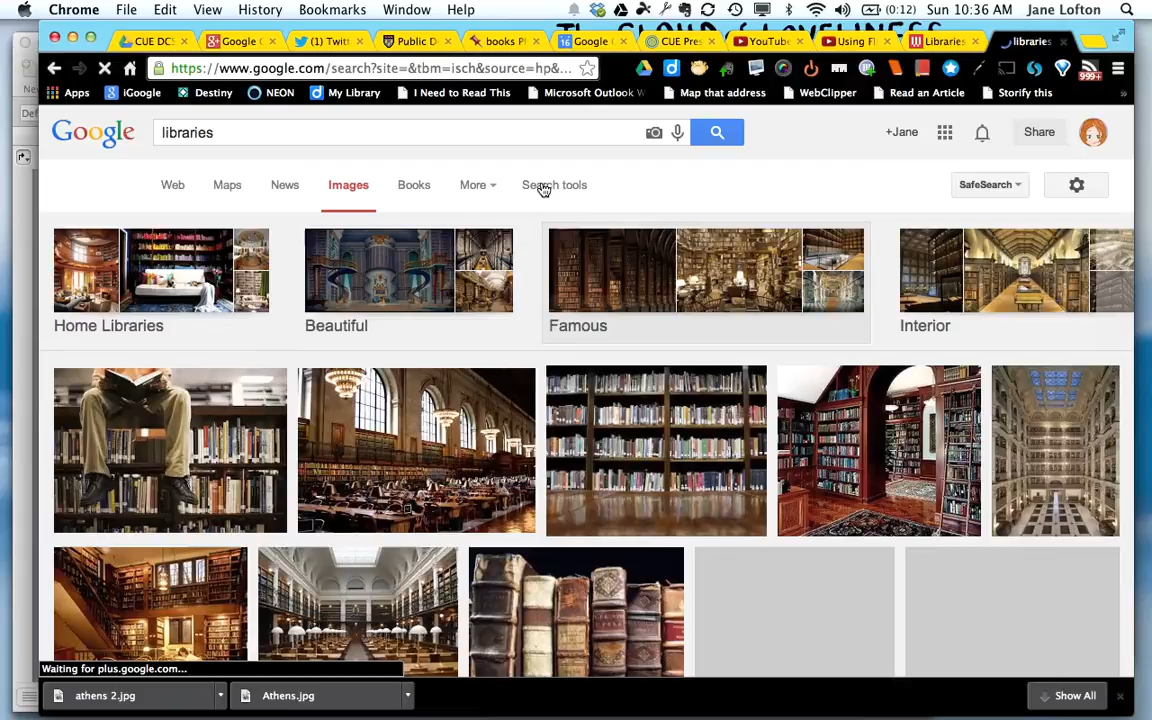 Chrome File Edit View History Bookmarks Window Help (0:12) Sun 10:36 AM Jane Lofton
CUE DCS Google C (1) Twitt Public D books Pl Google CUE Pres YouTube Using Fl Libraries libraries
https://www.google.com/search?site=&tbm=isch&source=hp&...
Apps iGoogle Destiny NEON My Library I Need to Read This Microsoft Outlook W Map that address WebClipper Read an Article Storify this 999+
Google libraries +Jane Share
Web Maps News Images Books More Search tools SafeSearch
Home Libraries Beautiful Famous Interior
Waiting for plus.google.com...
athens 2.jpg Athens.jpg Show All